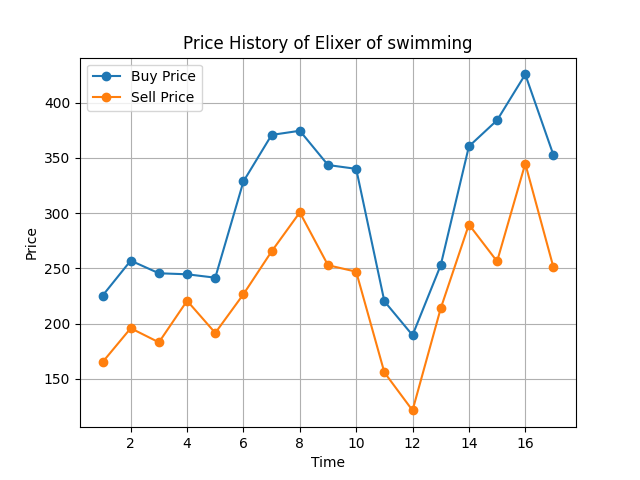 Price History of Elixer of swimming
Buy Price
Sell Price
Price
400
350
300
250
200
150
2 4 6 8 10 12 14 16
Time